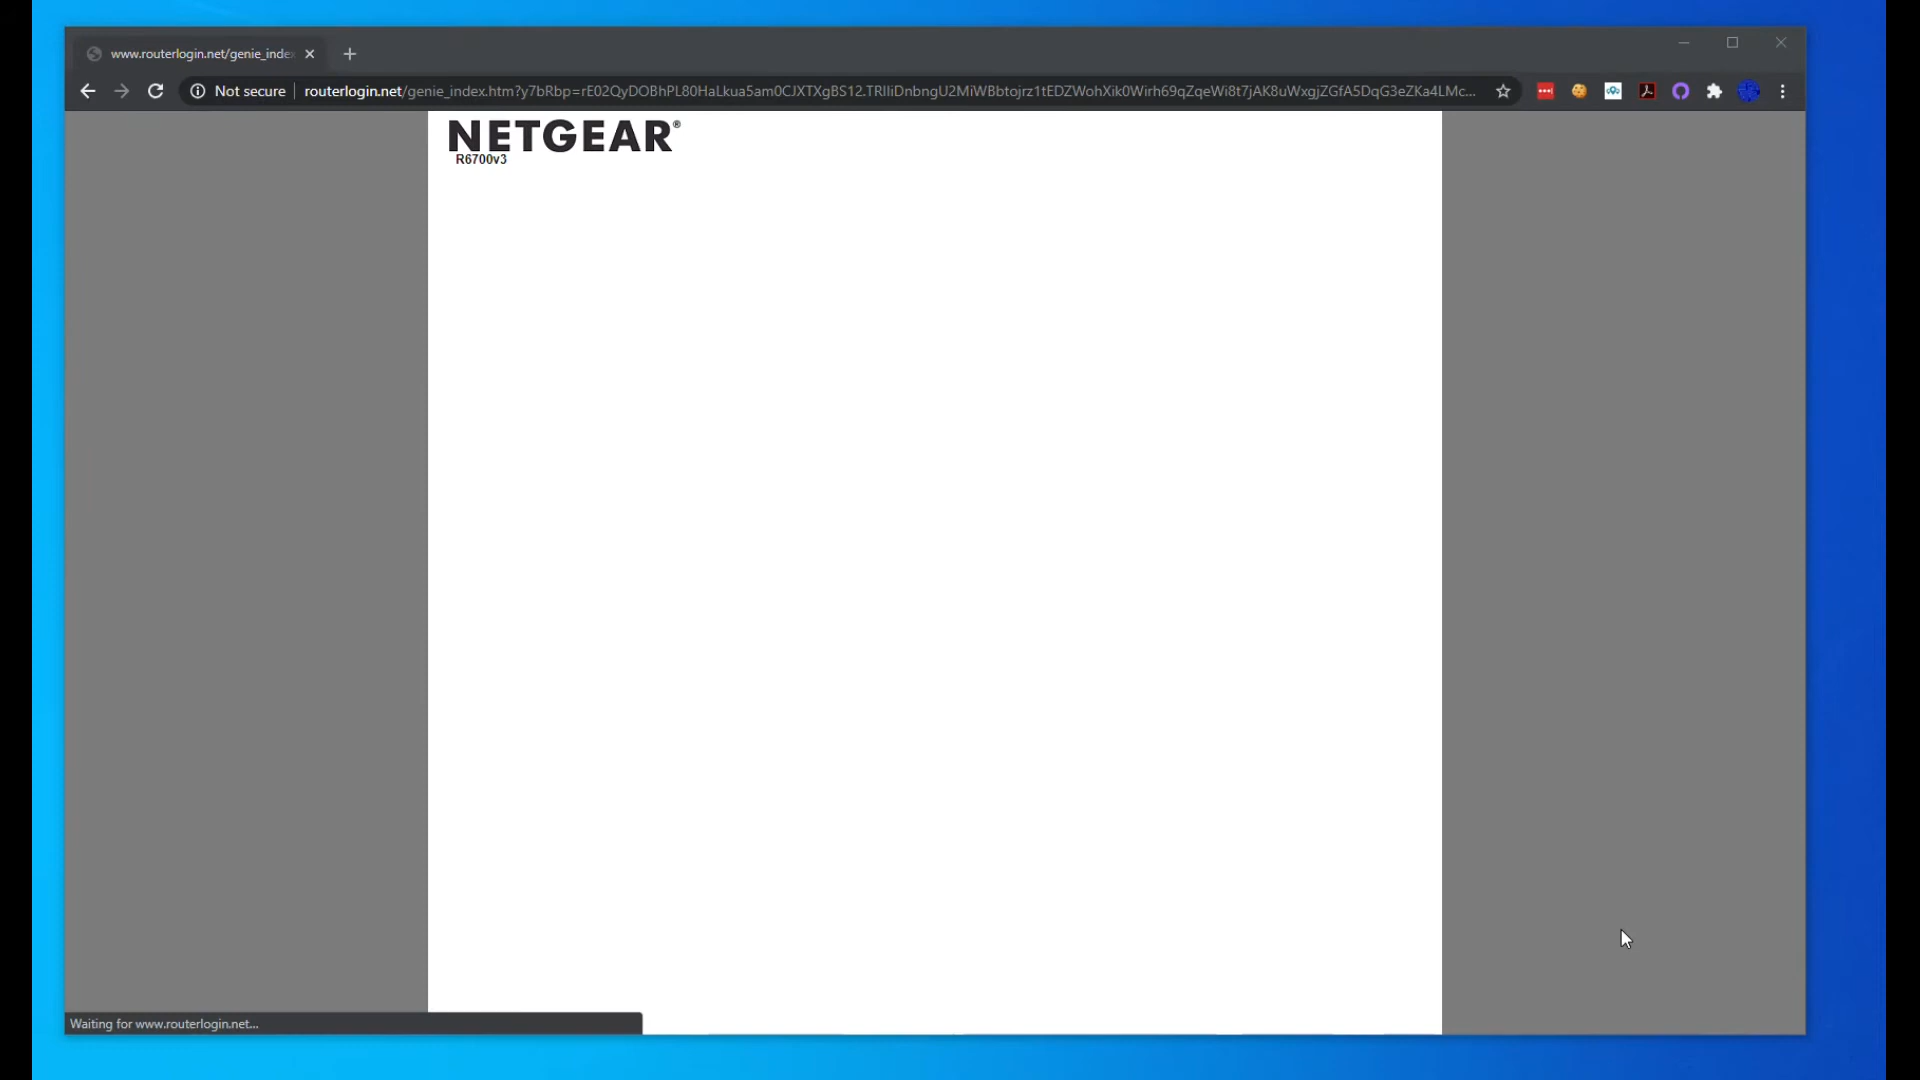 www.routerlogin.net/genie_inde
Not secure
routerlogin.net/genie_index.htm?y7bRbp=rE02QyDOBhPL80HaLkua5am0CJXTXgBS12.TRlIiDnbngU2MiWBbtojrz1tEDZWohXik0Wirh69qZqeWi8t7jAK8uWxgjZGfA5DqG3eZKa4LMc...
NETGEAR®
R6700v3
Waiting for www.routerlogin.net...